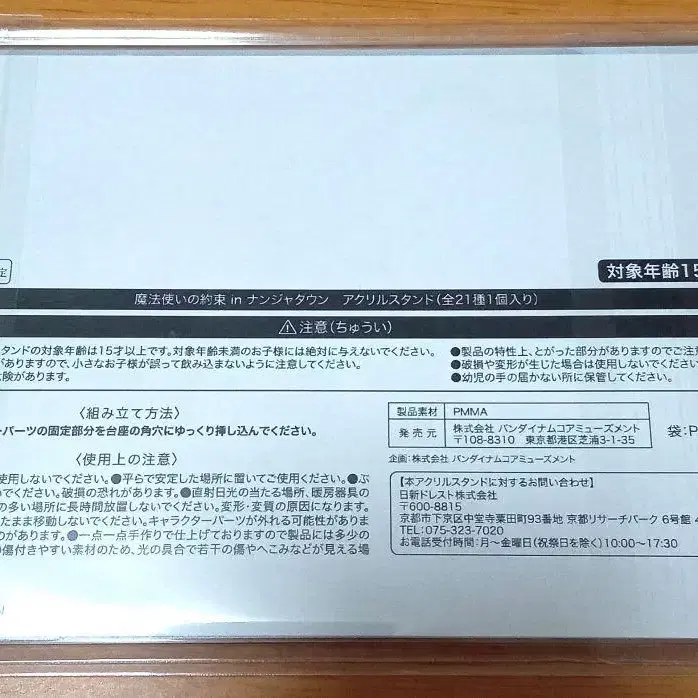 定
対象年齢15
魔法使いの約束 in ナンジャタウン アクリルスタンド(全21種1個入り)
⚠注意(ちゅうい)
タンドの対象年齢は15才以上です。対象年齢未満のお子様には絶対に与えないでください。
がありますので、小さなお子様が誤って飲み込まないように注意してください。
険があります。
●製品の特性上、とがった部分がありますのでご注
●破損や変形が生じた場合は使用しないでくださ
●幼児の手の届かない所に保管してください。
〈組み立て方法〉
ーパーツの固定部分を台座の角穴にゆっくり挿し込んでください。
〈使用上の注意〉
使用しないでください。●平らで安定した場所に置いてご使用ください。●ぶ
ないでください。破損の恐れがあります。●直射日光の当たる場所、暖房器具の
の多い場所に長時間放置しないでください。変形・変質の原因になります。
たまま移動しないでください。キャラクターパーツが外れる可能性がありま
があります。●一点一点手作りで仕上げておりますので製品には多少の
傷付きやすい素材のため、光の具合で若干の傷やへこみなどが見える場
製品素材 PMMA
発売元 株式会社 バンダイナムコアミューズメント
〒108-8310 東京都港区芝浦3-1-35
袋:P
企画:株式会社 バンダイナムコアミューズメント
【本アクリルスタンドに対するお問い合わせ】
日新ドレスト株式会社
〒600-8815
京都市下京区中堂寺粟田町93番地 京都リサーチパーク 6号館 4
TEL:075-323-7020
お電話受付時間:月~金曜日(祝祭日を除く)10:00~17:30